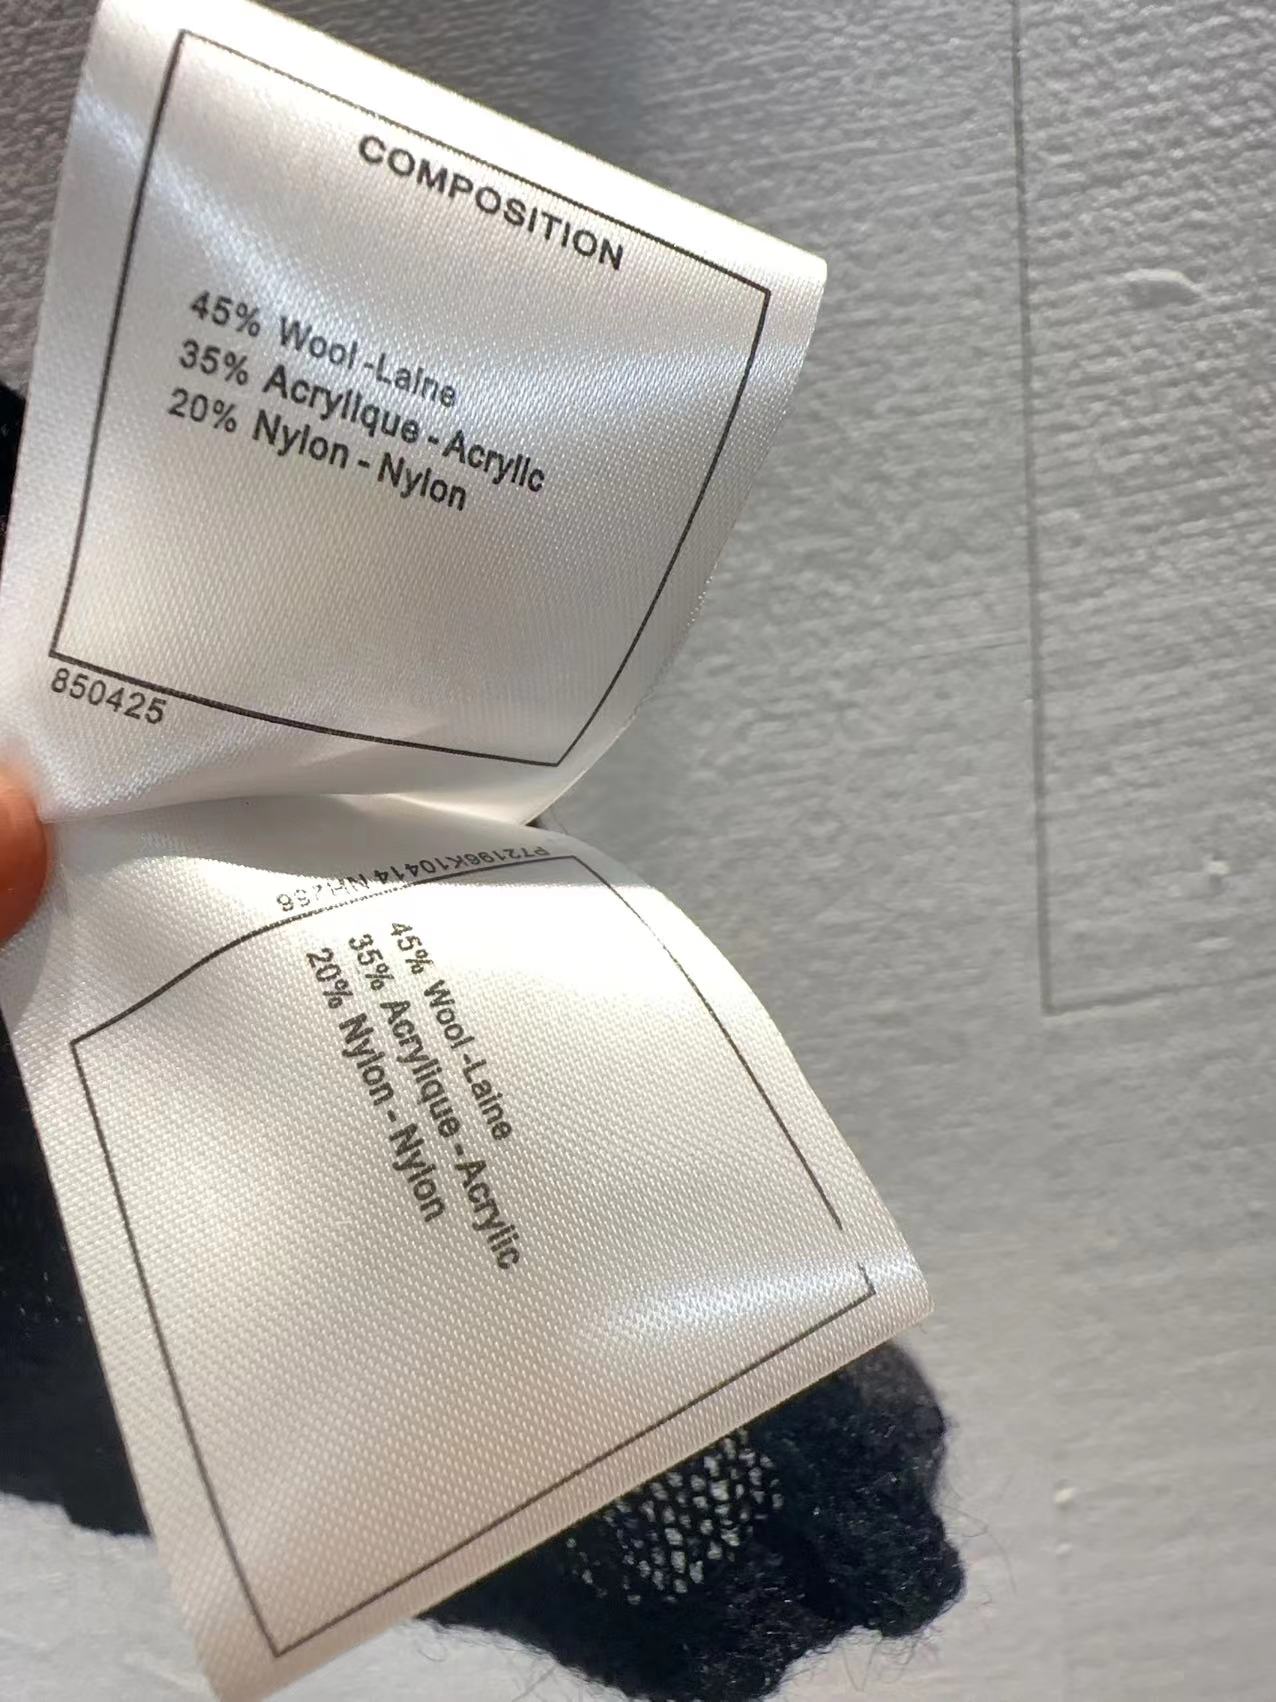 COMPOSITION
45% Wool -Laine
35% Acrylique - Acrylic
20% Nylon - Nylon
850425
P72196K10414
45% Wool -Laine
35% Acrylique - Acrylic
20% Nylon - Nylon